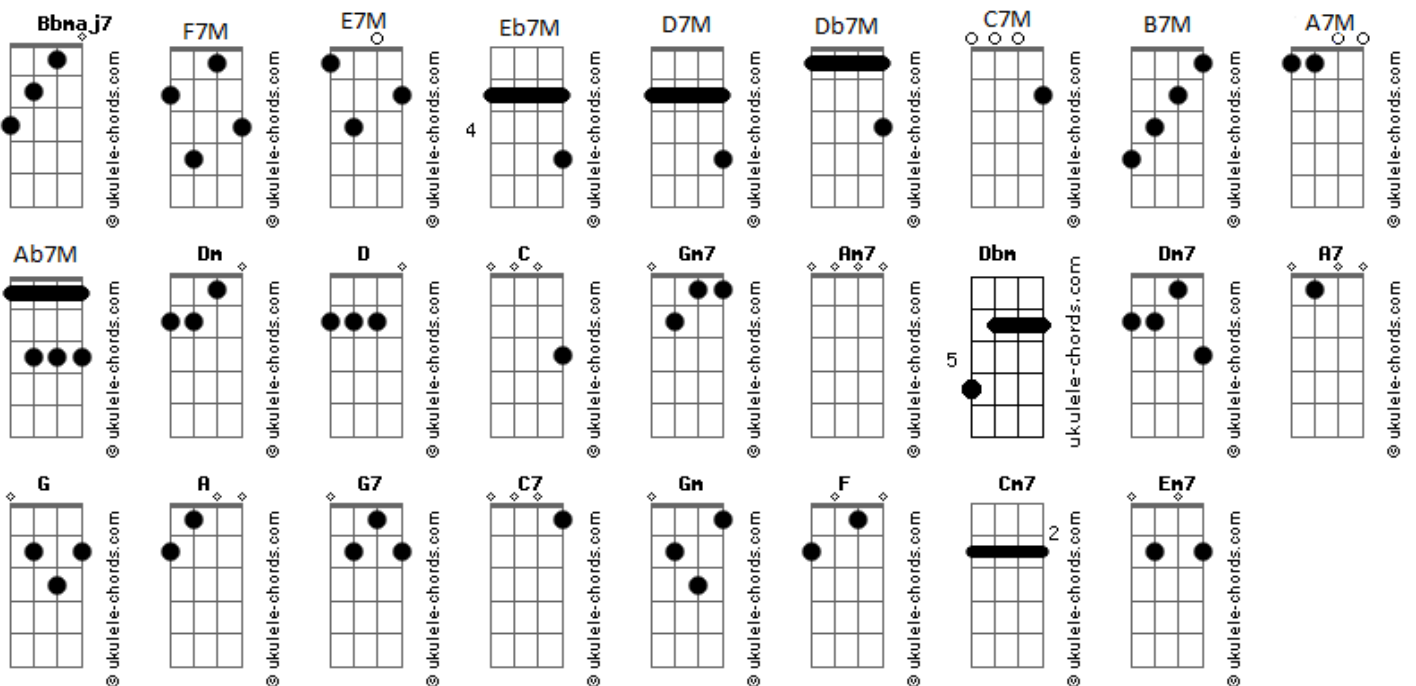 Bbmaj7 F7M E7M Eb7M D7M Db7M C7M B7M A7M
4
© ukulele-chords.com © ukulele-chords.com © ukulele-chords.com © ukulele-chords.com © ukulele-chords.com © ukulele-chords.com © ukulele-chords.com © ukulele-chords.com © ukulele-chords.com
Ab7M Dm D C Gm7 Am7 Dbm Dm7 A7
5
© ukulele-chords.com © ukulele-chords.com © ukulele-chords.com © ukulele-chords.com © ukulele-chords.com © ukulele-chords.com ukulele-chords.com © ukulele-chords.com © ukulele-chords.com
G A G7 C7 Gm F Cm7 Em7
2
© ukulele-chords.com © ukulele-chords.com © ukulele-chords.com © ukulele-chords.com © ukulele-chords.com © ukulele-chords.com © ukulele-chords.com © ukulele-chords.com